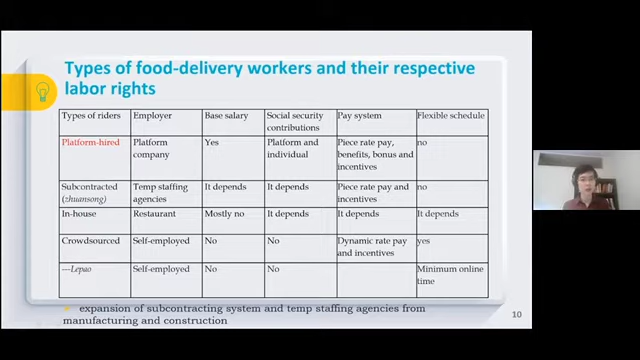 Types of food-delivery workers and their respective
labor rights
Types of riders Employer Base salary Social security contributions Pay system Flexible schedule
Platform-hired Platform company Yes Platform and individual Piece rate pay, benefits, bonus and incentives no
Subcontracted (zhuansong) Temp staffing agencies It depends It depends Piece rate pay and incentives no
In-house Restaurant Mostly no It depends It depends It depends
Crowdsourced Self-employed No No Dynamic rate pay and incentives yes
---Lepao Self-employed No No Minimum online time
expansion of subcontracting system and temp staffing agencies from
manufacturing and construction
10